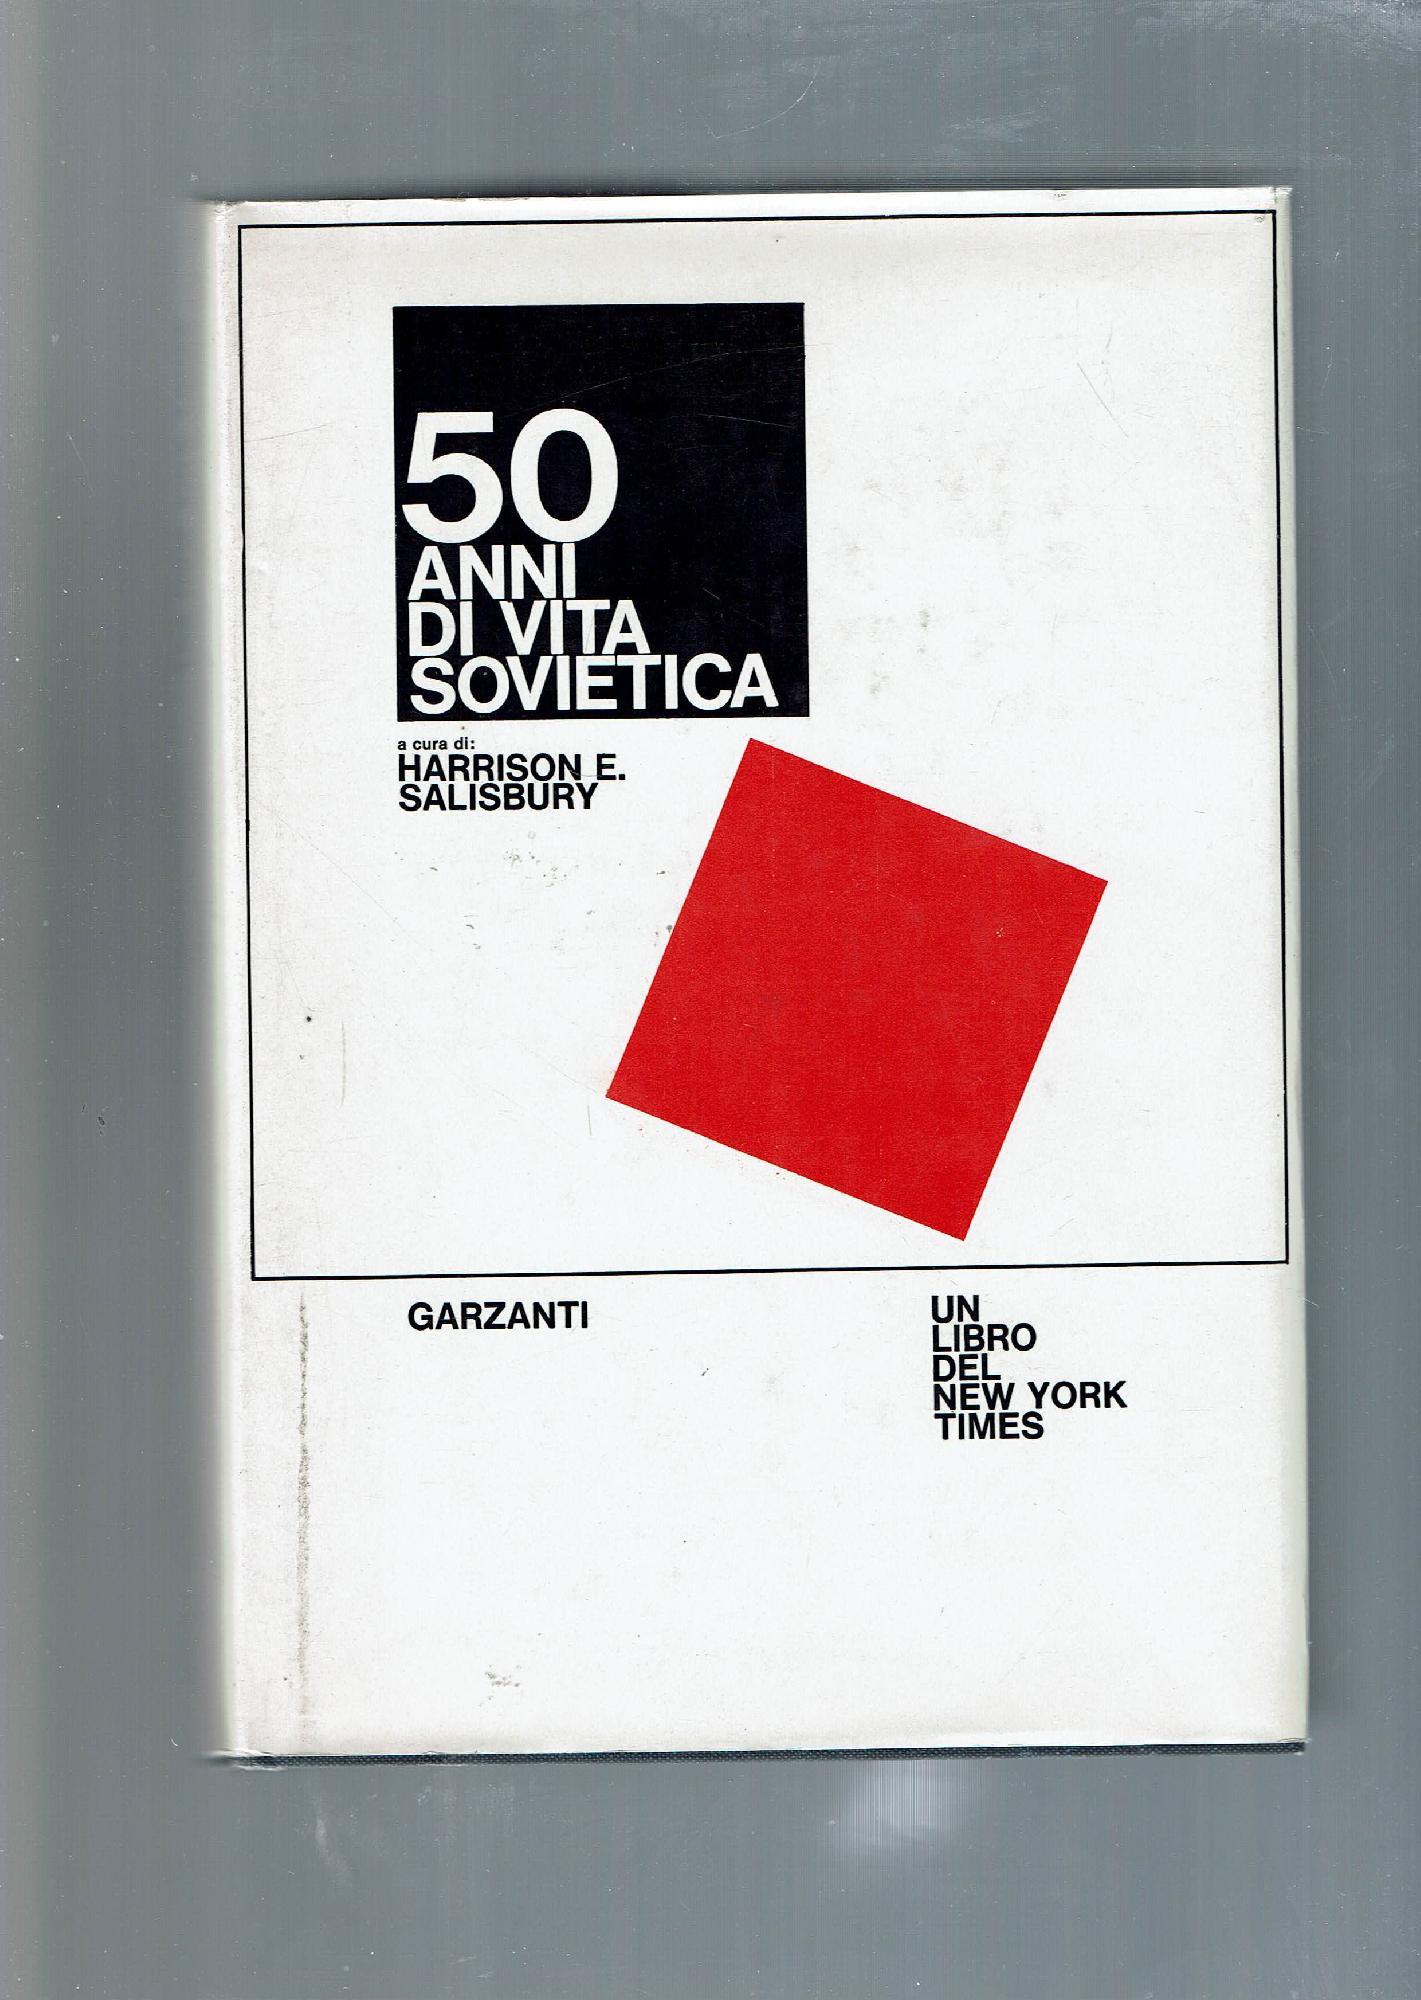 50
ANNI
DI VITA
SOVIETICA
a cura di:
HARRISON E.
SALISBURY
GARZANTI
UN
LIBRO
DEL
NEW YORK
TIMES